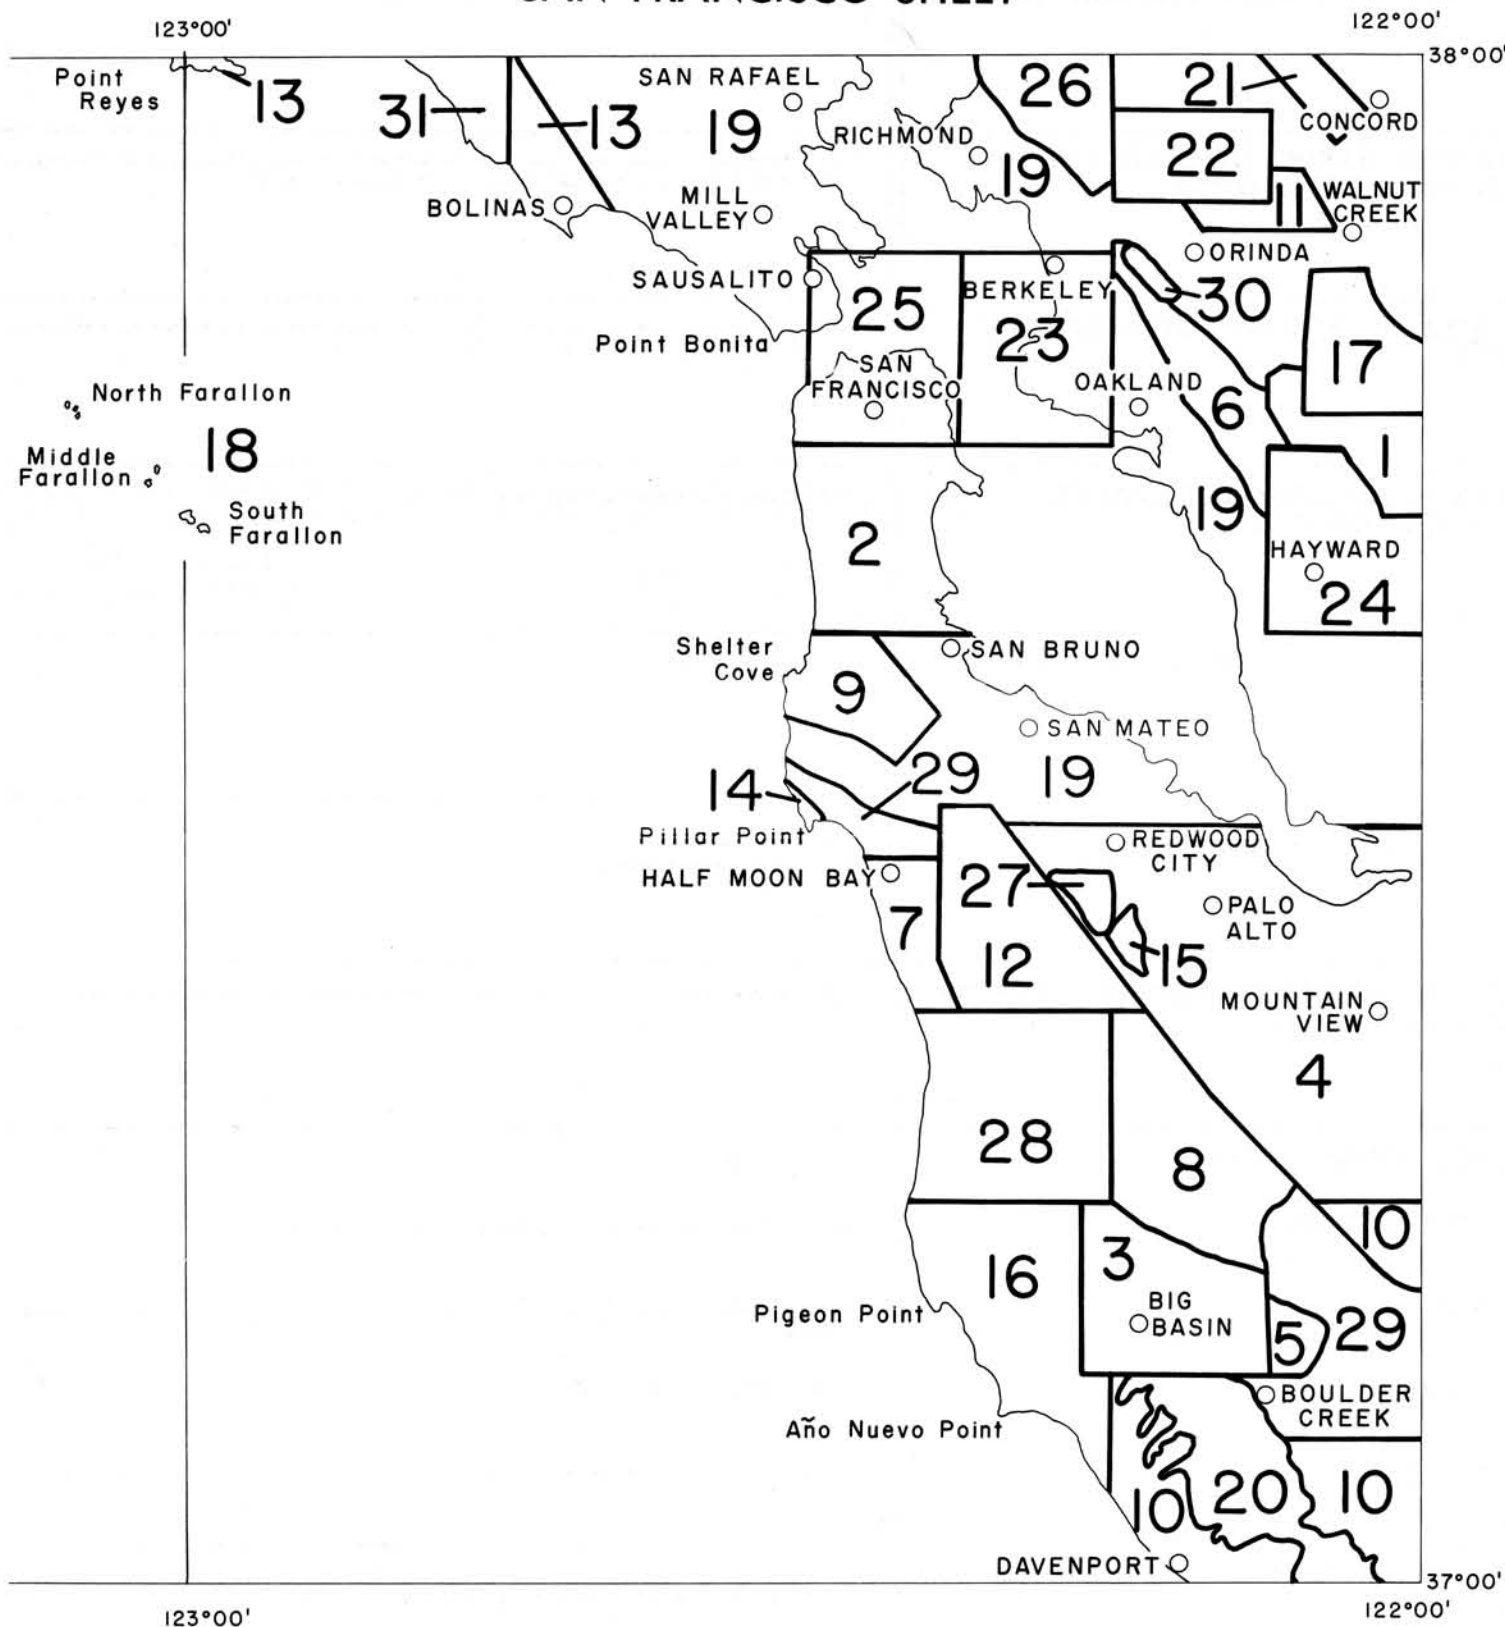 SAN FRANCISCO SHEET
123°00'
122°00'
38°00'
Point
Reyes
13
31
13
SAN RAFAEL
19
RICHMOND
19
26
21
CONCORD
22
11
WALNUT
CREEK
BOLINAS
MILL
VALLEY
ORINDA
SAUSALITO
25
BERKELEY
30
Point Bonita
23
17
SAN
FRANCISCO
OAKLAND
6
North Farallon
18
Middle
Farallon
South
Farallon
1
19
2
HAYWARD
24
Shelter
Cove
SAN BRUNO
9
SAN MATEO
29
19
14
Pillar Point
REDWOOD
CITY
HALF MOON BAY
27
7
PALO
ALTO
12
15
MOUNTAIN
VIEW
4
28
8
10
3
16
Pigeon Point
BIG
BASIN
5
29
BOULDER
CREEK
Año Nuevo Point
10
20
10
DAVENPORT
37°00'
123°00'
122°00'